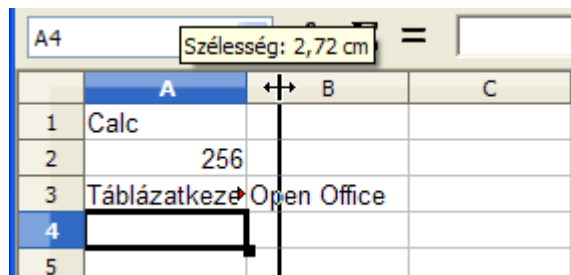 A4
Szélesség: 2,72 cm
=
A B C
1 Calc
2 256
3 Táblázatkeze Open Office
4
5